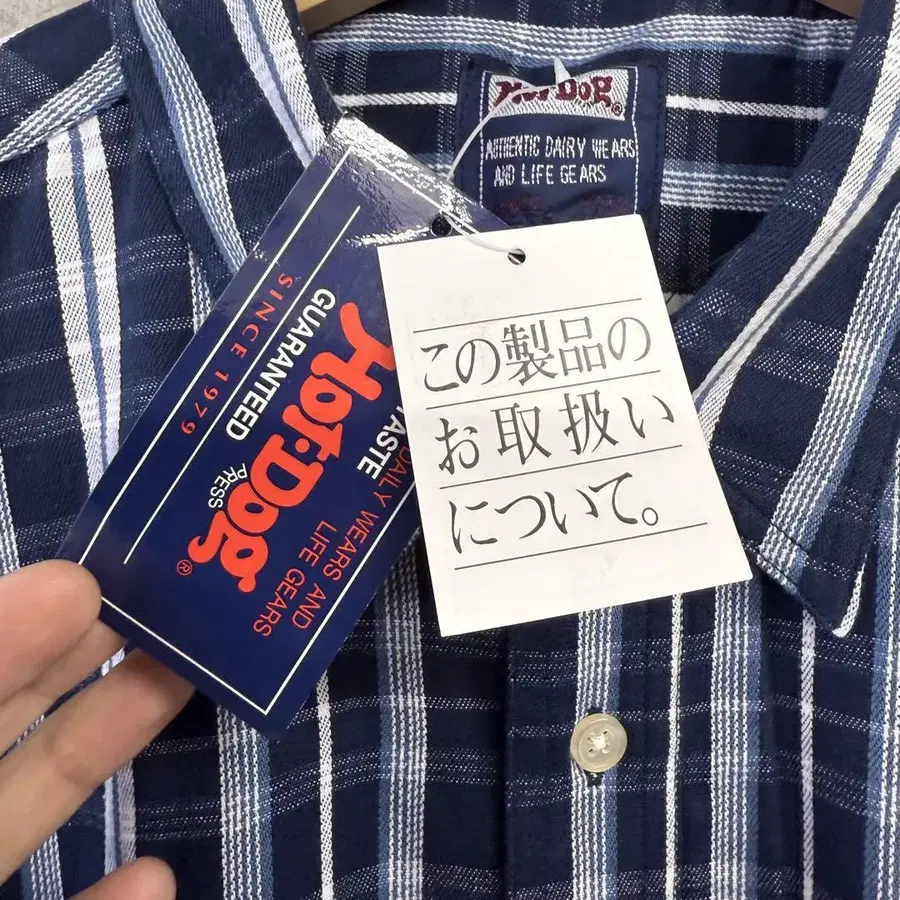 Hot-Dog®
AUTHENTIC DAIRY WEARS
AND LIFE GEARS
SINCE 1979
GUARANTEED
TASTE
Hot-Dog®
PRESS
DAILY WEARS AND
LIFE GEARS
この製品の
お取扱い
について。